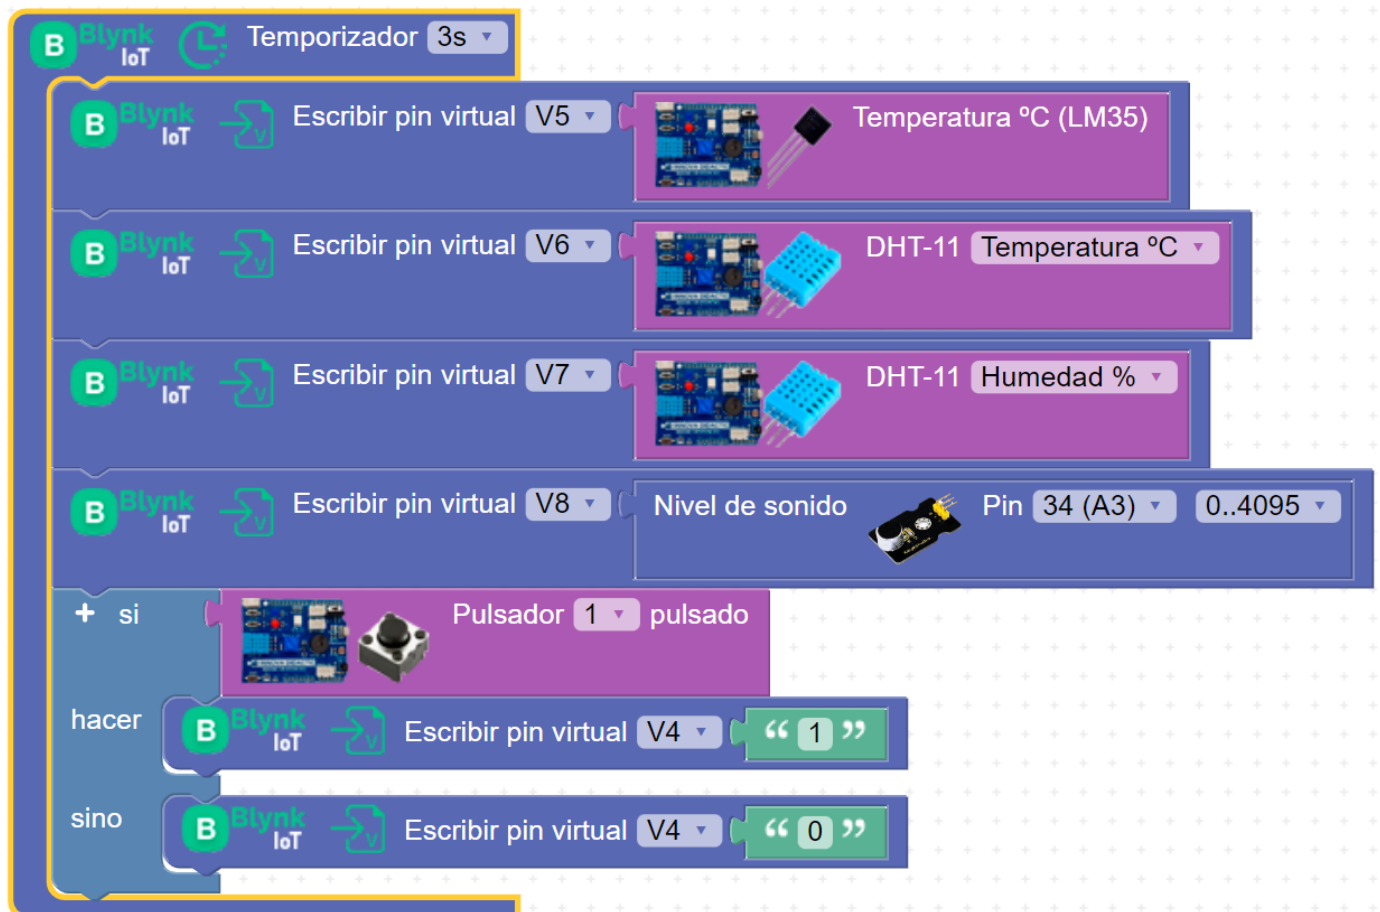 B Blynk IoT Temporizador 3s
B Blynk IoT V Escribir pin virtual V5 Temperatura ºC (LM35)
B Blynk IoT V Escribir pin virtual V6 DHT-11 Temperatura ºC
B Blynk IoT V Escribir pin virtual V7 DHT-11 Humedad %
B Blynk IoT V Escribir pin virtual V8 Nivel de sonido Pin 34 (A3) 0..4095
+ si Pulsador 1 pulsado
hacer B Blynk IoT V Escribir pin virtual V4 “ 1 ”
sino B Blynk IoT V Escribir pin virtual V4 “ 0 ”